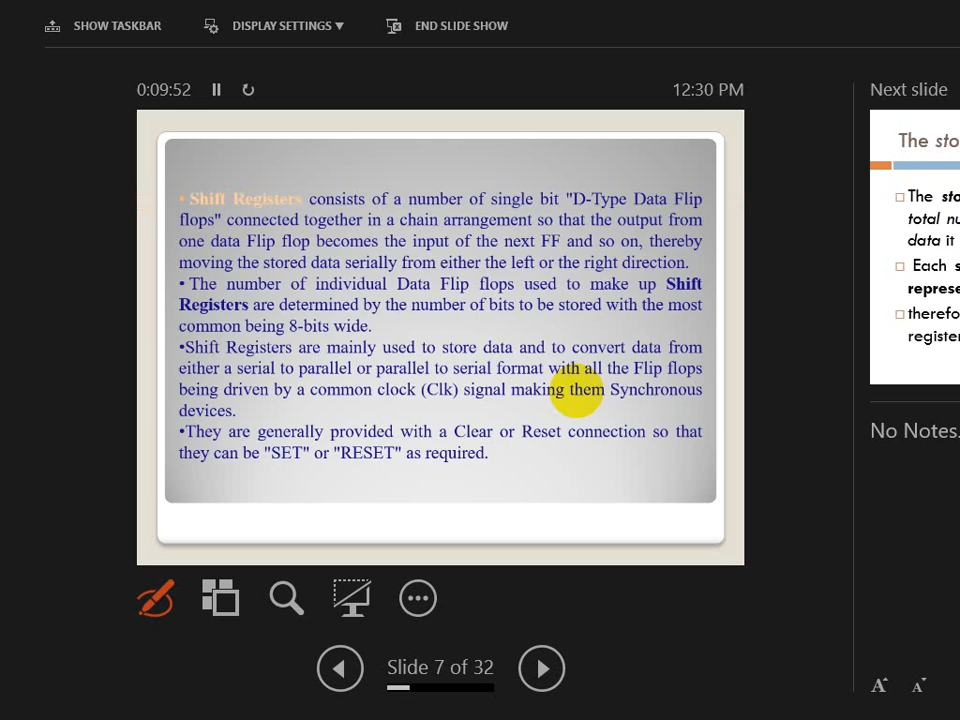 SHOW TASKBAR DISPLAY SETTINGS ▼ END SLIDE SHOW
0:09:52 12:30 PM
• Shift Registers consists of a number of single bit "D-Type Data Flip
flops" connected together in a chain arrangement so that the output from
one data Flip flop becomes the input of the next FF and so on, thereby
moving the stored data serially from either the left or the right direction.
• The number of individual Data Flip flops used to make up Shift
Registers are determined by the number of bits to be stored with the most
common being 8-bits wide.
•Shift Registers are mainly used to store data and to convert data from
either a serial to parallel or parallel to serial format with all the Flip flops
being driven by a common clock (Clk) signal making them Synchronous
devices.
•They are generally provided with a Clear or Reset connection so that
they can be "SET" or "RESET" as required.
Slide 7 of 32
Next slide
The sto
The sto
total nu
data it
Each s
represe
therefo
register
No Notes.
A A